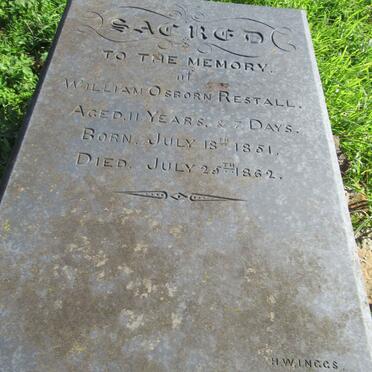 SACRED
TO THE MEMORY.
of
WILLIAM OSBORN RESTALL.
AGED. 11 YEARS. & 7 DAYS.
BORN. JULY 18TH 1851.
DIED. JULY 25TH 1862.
H.W.INGGS.